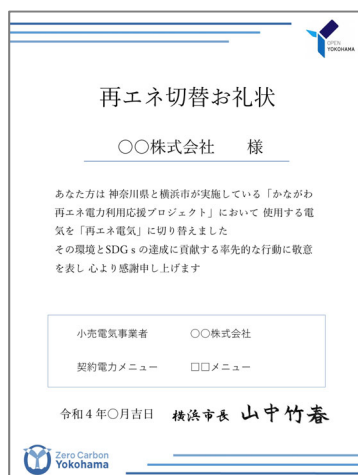 OPEN
YOKOHAMA
再エネ切替お礼状
〇〇株式会社　様
あなた方は 神奈川県と横浜市が実施している「かながわ
再エネ電力利用応援プロジェクト」において 使用する電
気を「再エネ電気」に切り替えました
その環境とSDGｓの達成に貢献する率先的な行動に敬意
を表し 心より感謝申し上げます
小売電気事業者　〇〇株式会社
契約電力メニュー　□□メニュー
令和４年〇月吉日　横浜市長 山中竹春
Zero Carbon
Yokohama